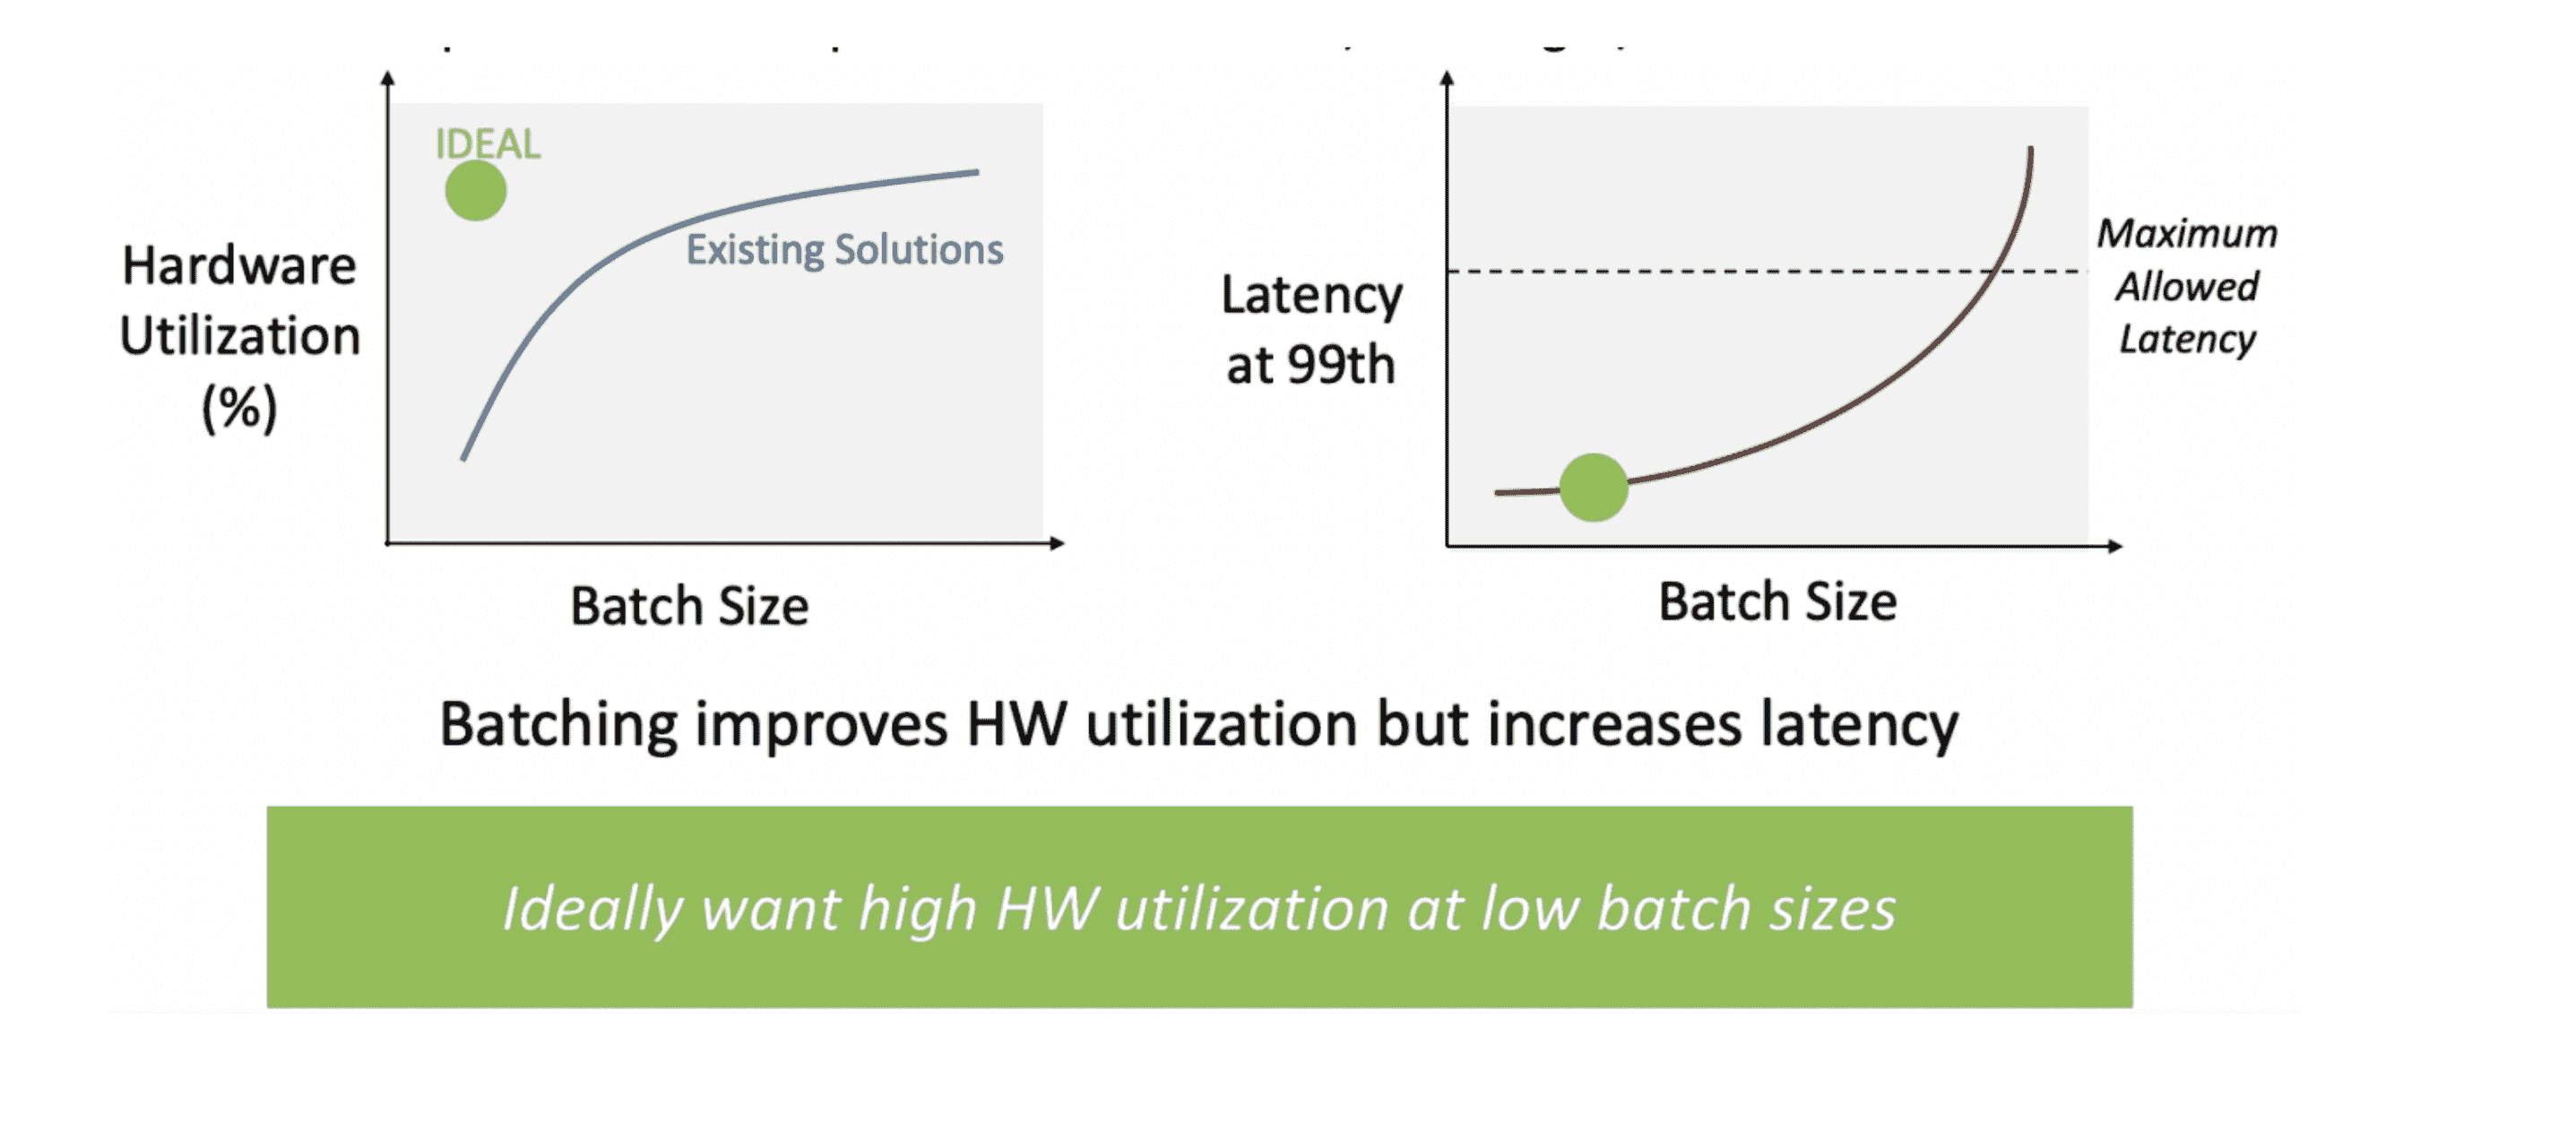 IDEAL
Existing Solutions
Hardware
Utilization
(%)
Batch Size
Latency
at 99th
Maximum
Allowed
Latency
Batch Size
Batching improves HW utilization but increases latency
Ideally want high HW utilization at low batch sizes